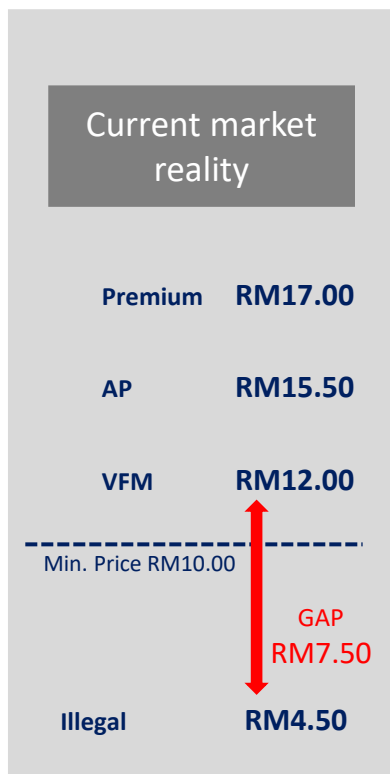 Current market
reality
Premium RM17.00
AP RM15.50
VFM RM12.00
Min. Price RM10.00
GAP
RM7.50
Illegal RM4.50